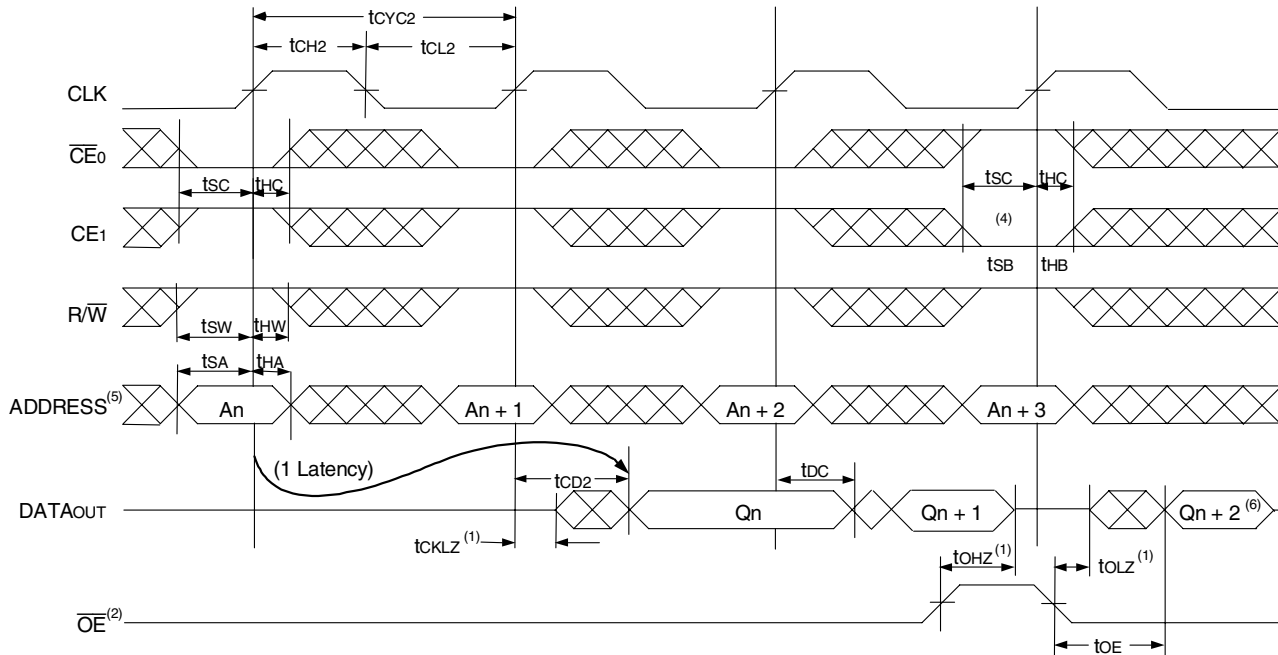 tCYC2
tCH2 tCL2
CLK
CE0
tSC tHC tSC tHC
CE1 (4)
tSB tHB
R/W
tSW tHW
tSA tHA
ADDRESS(5) An An + 1 An + 2 An + 3
(1 Latency) tCD2 tDC
DATAOUT Qn Qn + 1 Qn + 2 (6)
tCKLZ (1)
tOHZ (1) tOLZ (1)
OE (2)
tOE